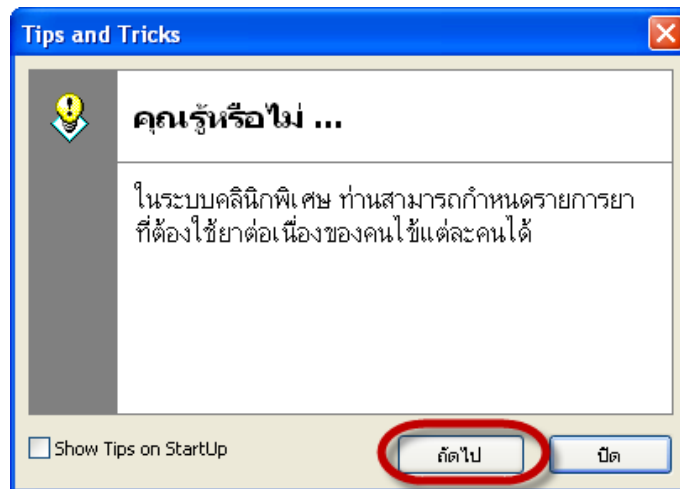 Tips and Tricks
คุณรู้หรือไม่ ...
ในระบบคลินิกพิเศษ ท่านสามารถกำหนดรายการยา
ที่ต้องใช้ยาต่อเนื่องของคนไข้แต่ละคนได้
Show Tips on StartUp
ถัดไป
ปิด